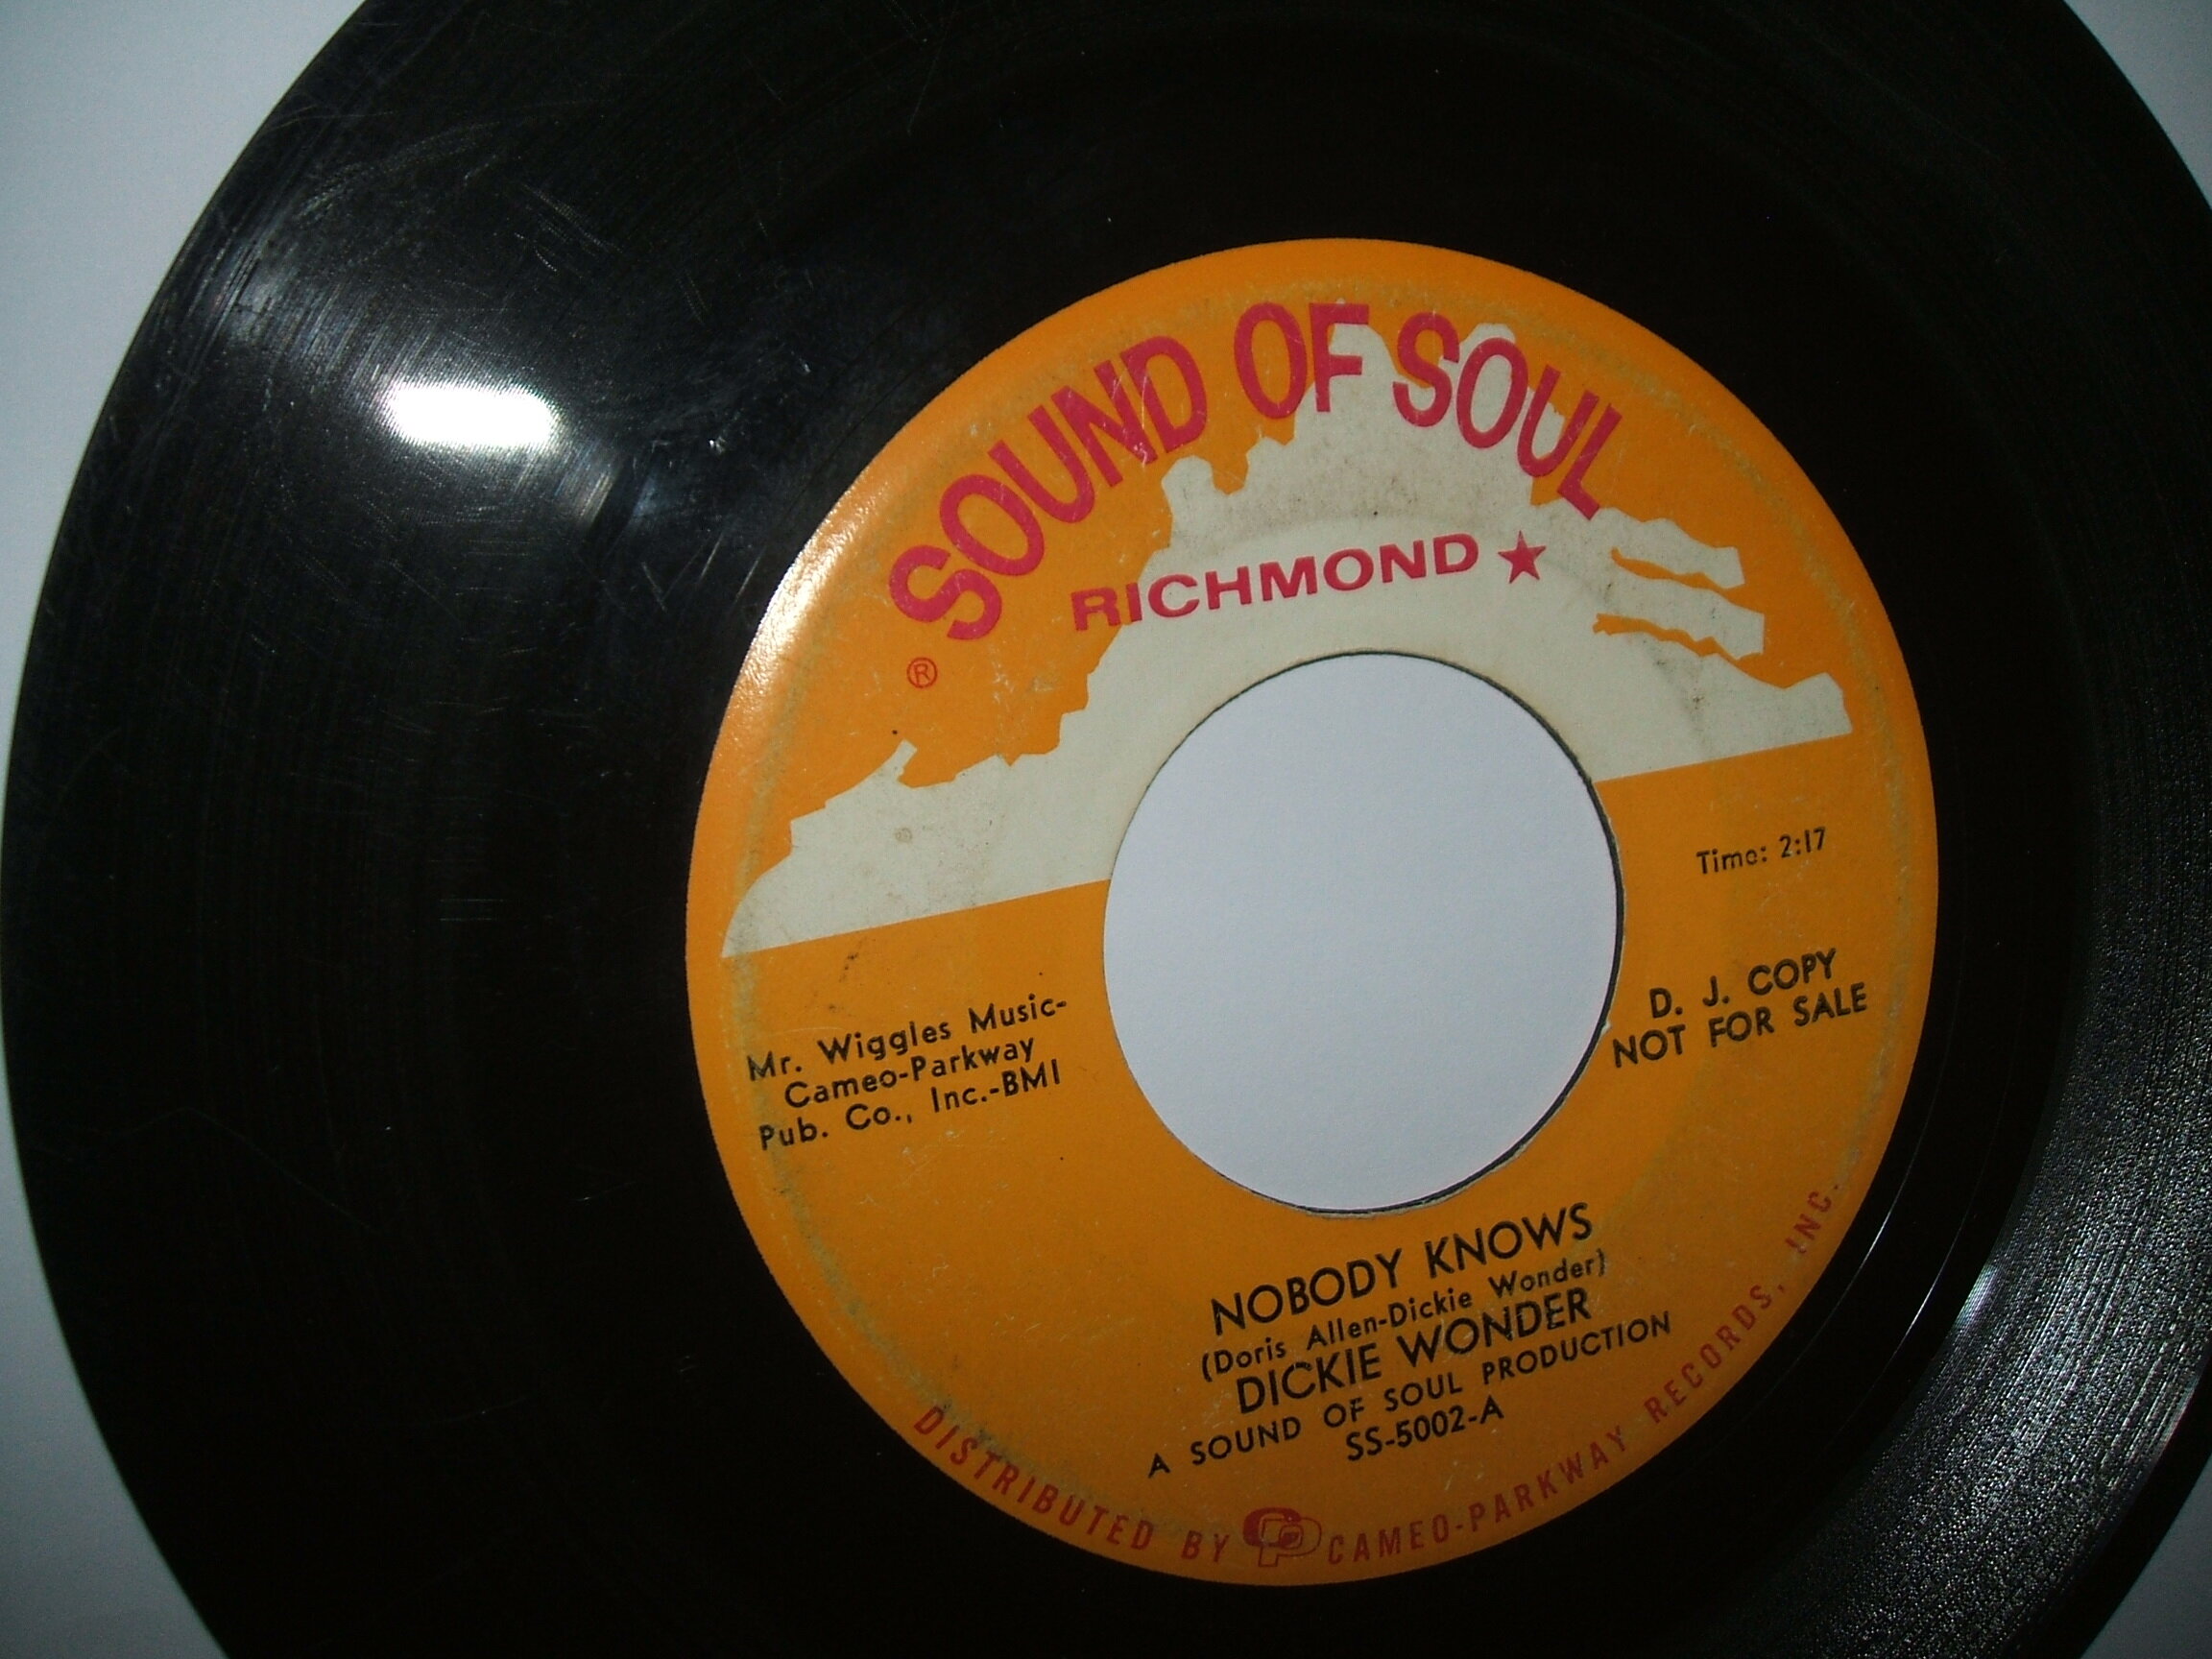 SOUND OF SOUL
®
RICHMOND ★
Time: 2:17
Mr. Wiggles Music-
Cameo-Parkway
Pub. Co., Inc.-BMI
D. J. COPY
NOT FOR SALE
NOBODY KNOWS
(Doris Allen-Dickie Wonder)
DICKIE WONDER
A SOUND OF SOUL PRODUCTION
SS-5002-A
DISTRIBUTED BY CP CAMEO-PARKWAY RECORDS, INC.